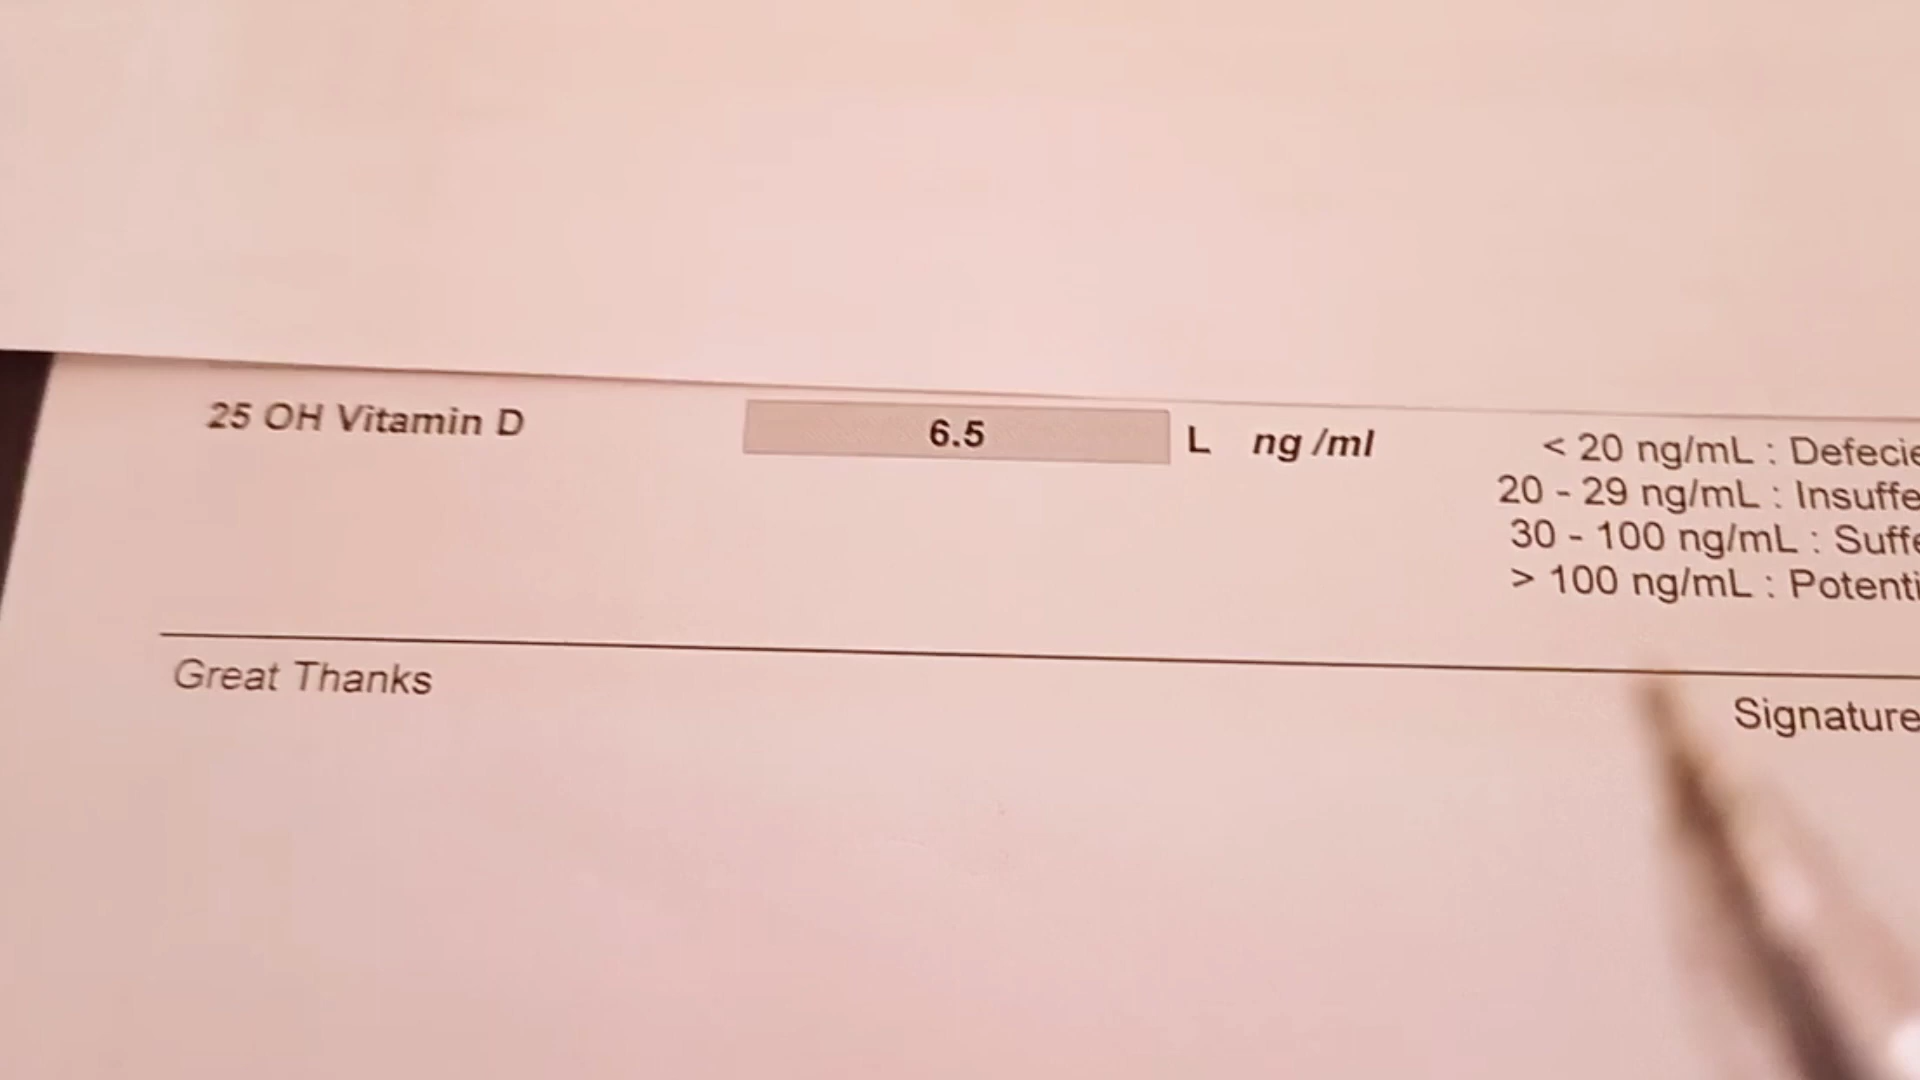 25 OH Vitamin D 6.5 L ng /ml < 20 ng/mL : Defecie
20 - 29 ng/mL : Insuffe
30 - 100 ng/mL : Suffe
> 100 ng/mL : Potenti
Great Thanks
Signature